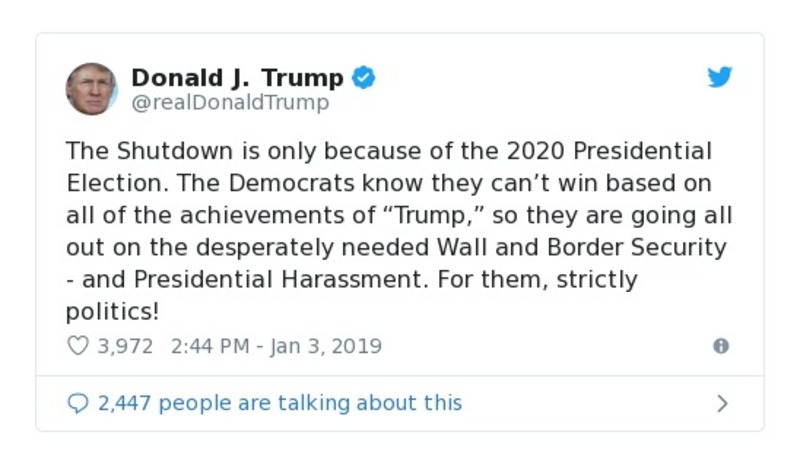 Donald J. Trump
@realDonaldTrump
The Shutdown is only because of the 2020 Presidential
Election. The Democrats know they can’t win based on
all of the achievements of “Trump,” so they are going all
out on the desperately needed Wall and Border Security
- and Presidential Harassment. For them, strictly
politics!
3,972 2:44 PM - Jan 3, 2019
2,447 people are talking about this